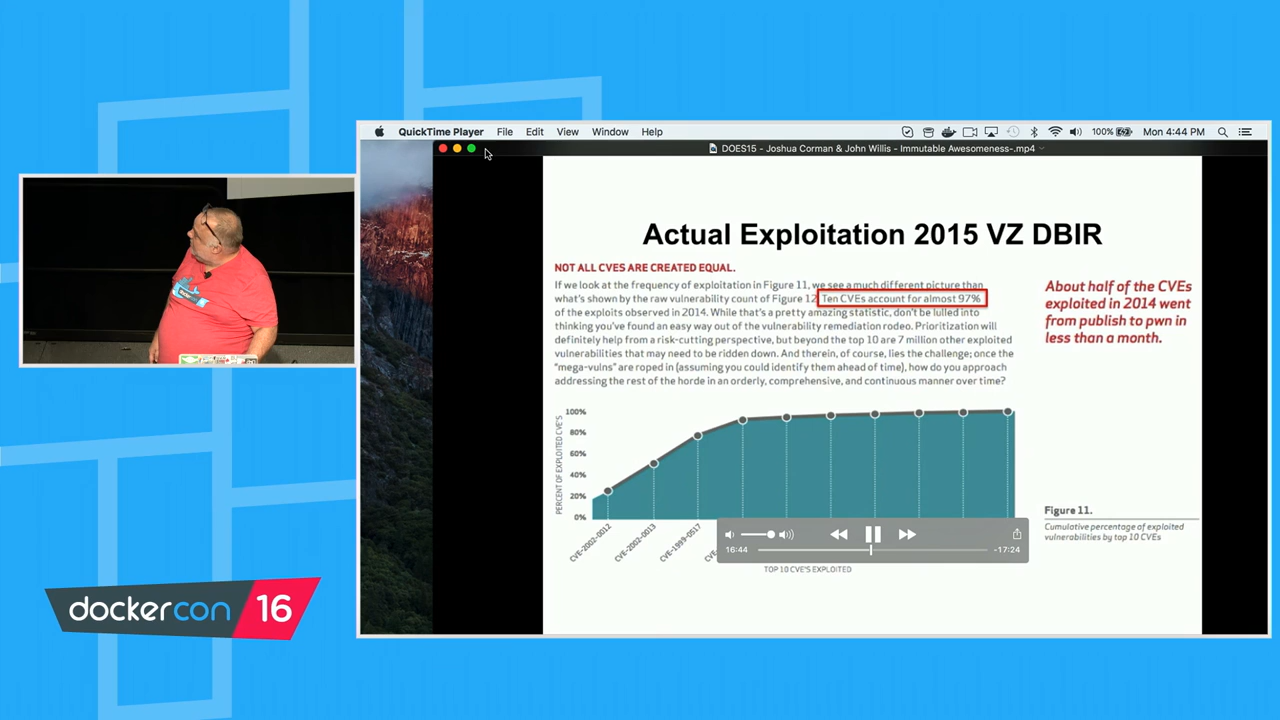 QuickTime Player File Edit View Window Help
100% Mon 4:44 PM
DOES15 - Joshua Corman & John Willis - Immutable Awesomeness-.mp4
Actual Exploitation 2015 VZ DBIR
NOT ALL CVES ARE CREATED EQUAL.
If we look at the frequency of exploitation in Figure 11, we see a much different picture than
what's shown by the raw vulnerability count of Figure 12. Ten CVEs account for almost 97%
of the exploits observed in 2014. While that's a pretty amazing statistic, don't be lulled into
thinking you've found an easy way out of the vulnerability remediation rodeo. Prioritization will
definitely help from a risk-cutting perspective, but beyond the top 10 are 7 million other exploited
vulnerabilities that may need to be ridden down. And therein, of course, lies the challenge; once the
"mega-vulns" are roped in (assuming you could identify them ahead of time), how do you approach
addressing the rest of the horde in an orderly, comprehensive, and continuous manner over time?
About half of the CVEs
exploited in 2014 went
from publish to pwn in
less than a month.
PERCENT OF EXPLOITED CVE'S
100%
80%
60%
40%
20%
0%
CVE-2002-0012
CVE-2002-0013
CVE-1999-0517
TOP 10 CVE'S EXPLOITED
Figure 11.
Cumulative percentage of exploited
vulnerabilities by top 10 CVEs
16:44
-17:24
dockercon 16